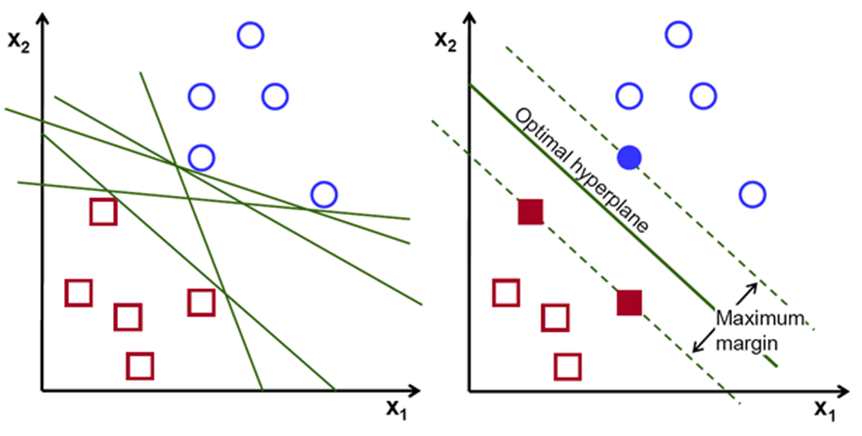 x₂
x₁
x₂
Optimal hyperplane
Maximum
margin
x₁